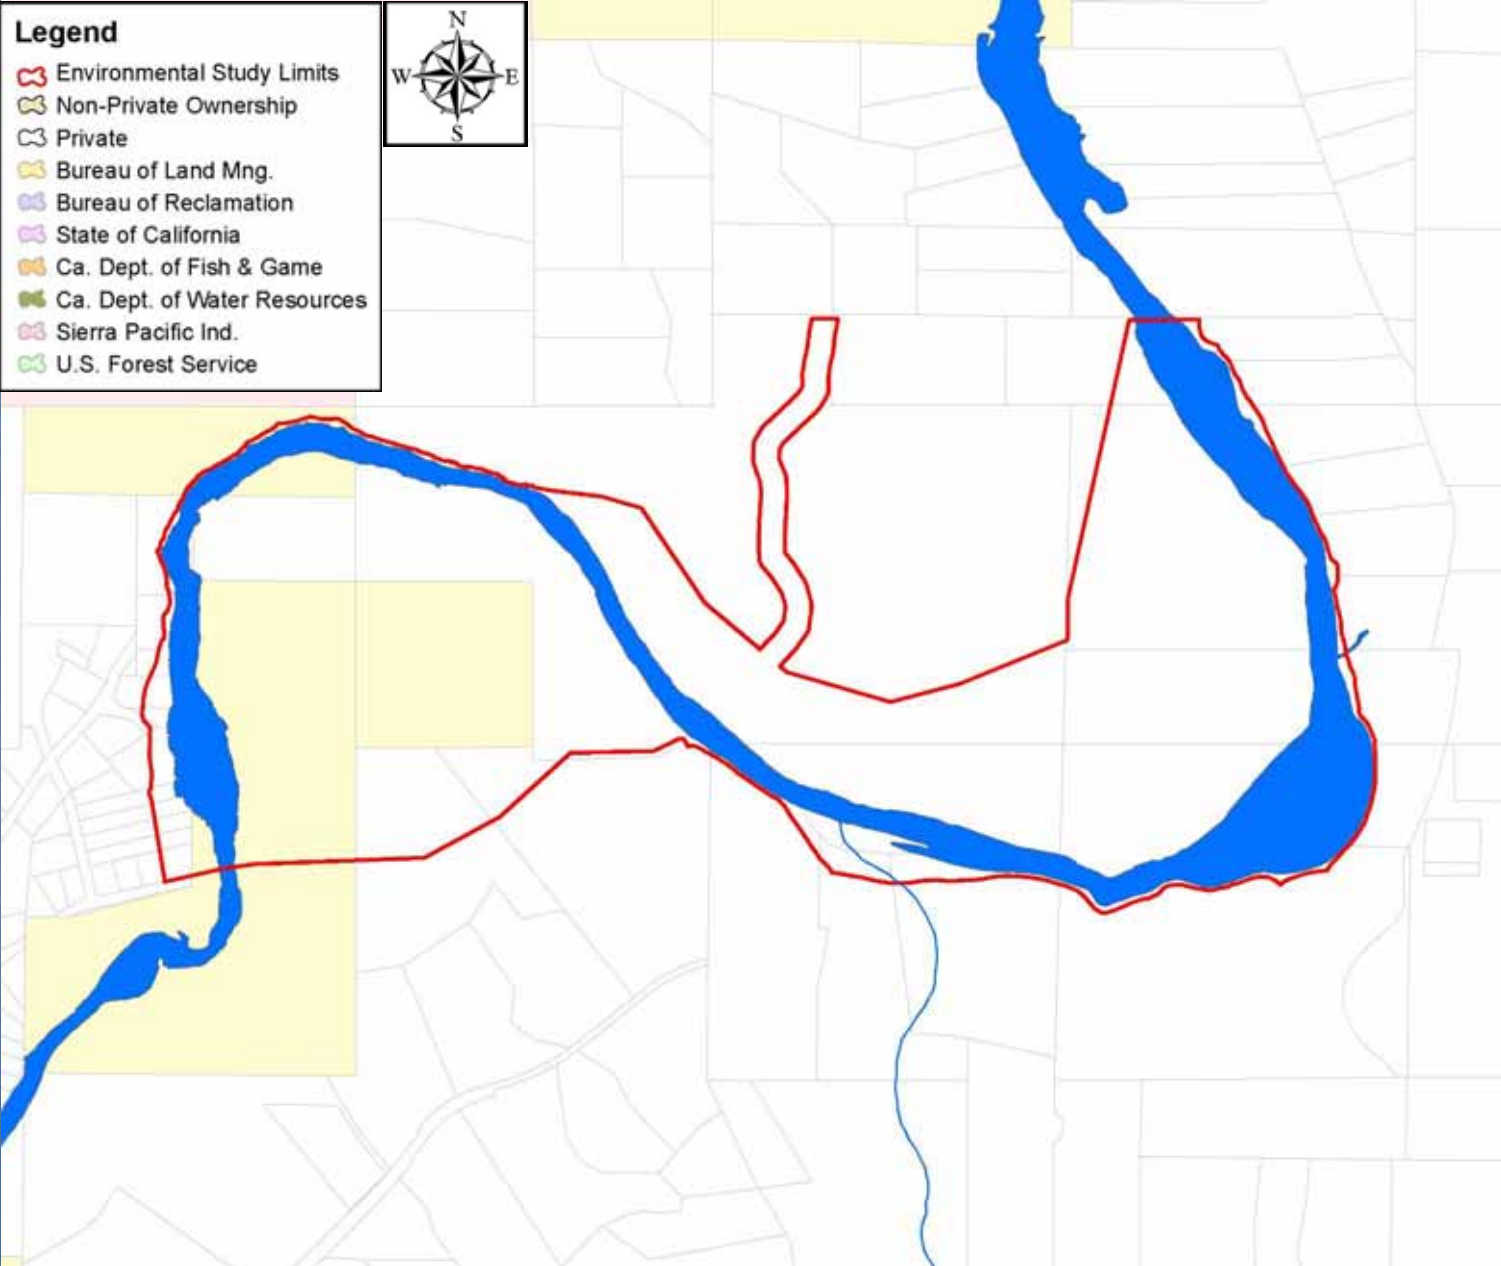 Legend
Environmental Study Limits
Non-Private Ownership
Private
Bureau of Land Mng.
Bureau of Reclamation
State of California
Ca. Dept. of Fish & Game
Ca. Dept. of Water Resources
Sierra Pacific Ind.
U.S. Forest Service
N
W E
S